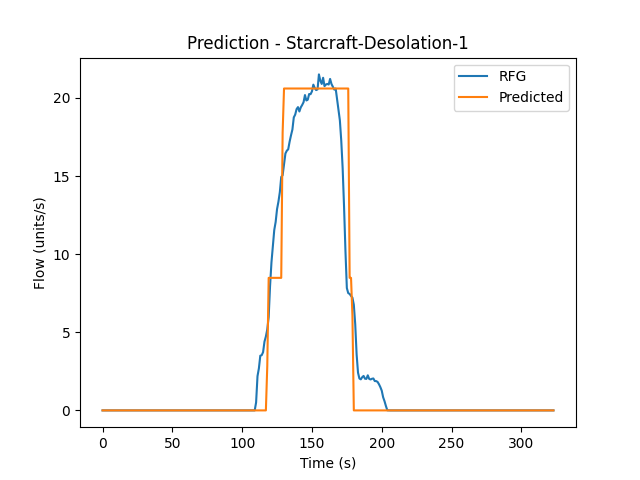 Prediction - Starcraft-Desolation-1
RFG
Predicted
Flow (units/s)
20
15
10
5
0
0 50 100 150 200 250 300
Time (s)